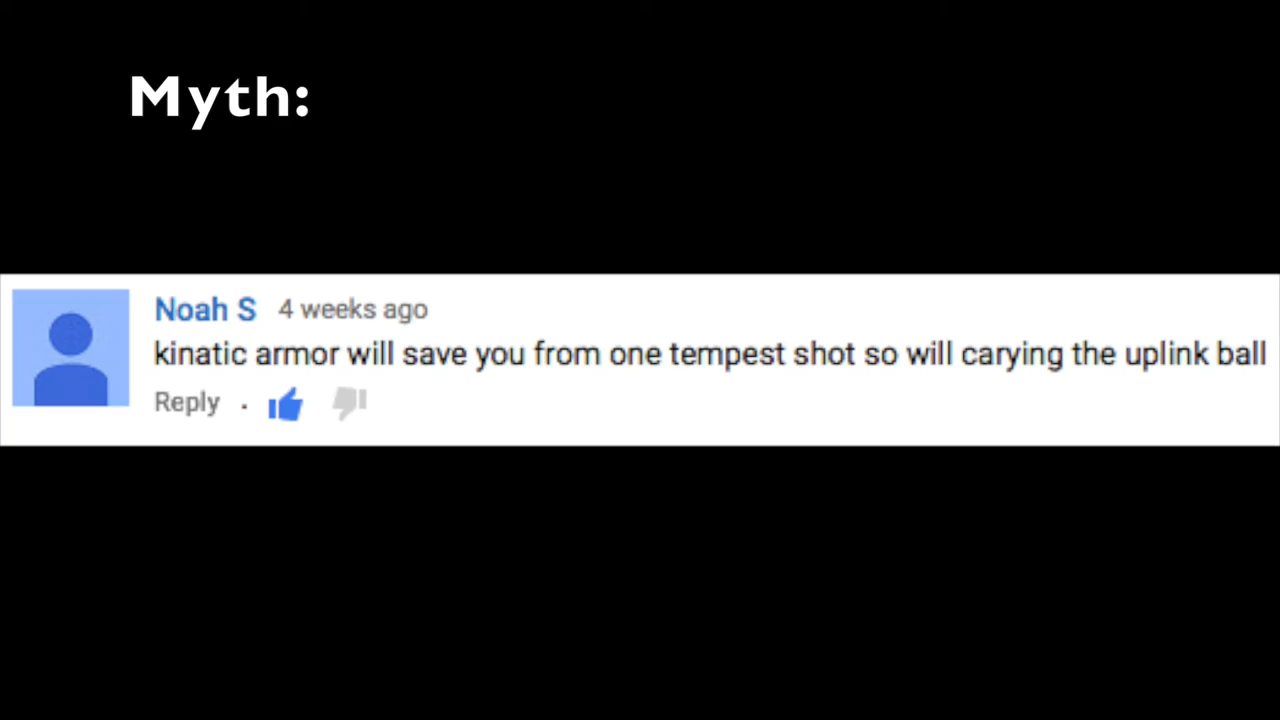 Myth:
Noah S 4 weeks ago
kinatic armor will save you from one tempest shot so will carying the uplink ball
Reply .